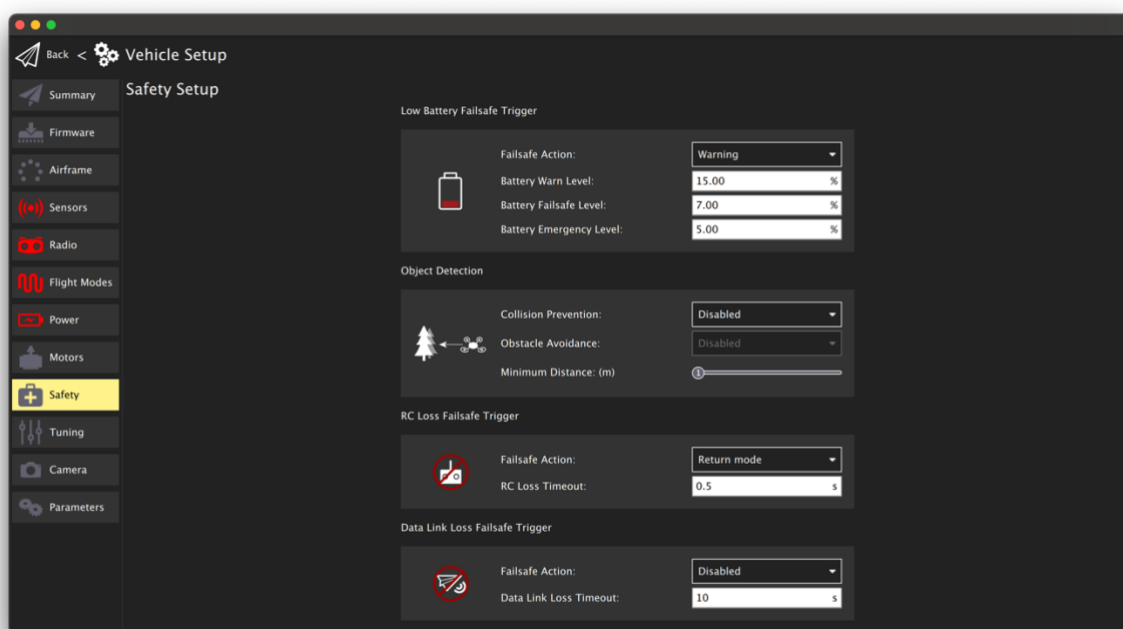 Back < Vehicle Setup
Summary
Firmware
Airframe
Sensors
Radio
Flight Modes
Power
Motors
Safety
Tuning
Camera
Parameters
Safety Setup
Low Battery Failsafe Trigger
Failsafe Action: Warning
Battery Warn Level: 15.00 %
Battery Failsafe Level: 7.00 %
Battery Emergency Level: 5.00 %
Object Detection
Collision Prevention: Disabled
Obstacle Avoidance: Disabled
Minimum Distance: (m) 1
RC Loss Failsafe Trigger
Failsafe Action: Return mode
RC Loss Timeout: 0.5 s
Data Link Loss Failsafe Trigger
Failsafe Action: Disabled
Data Link Loss Timeout: 10 s